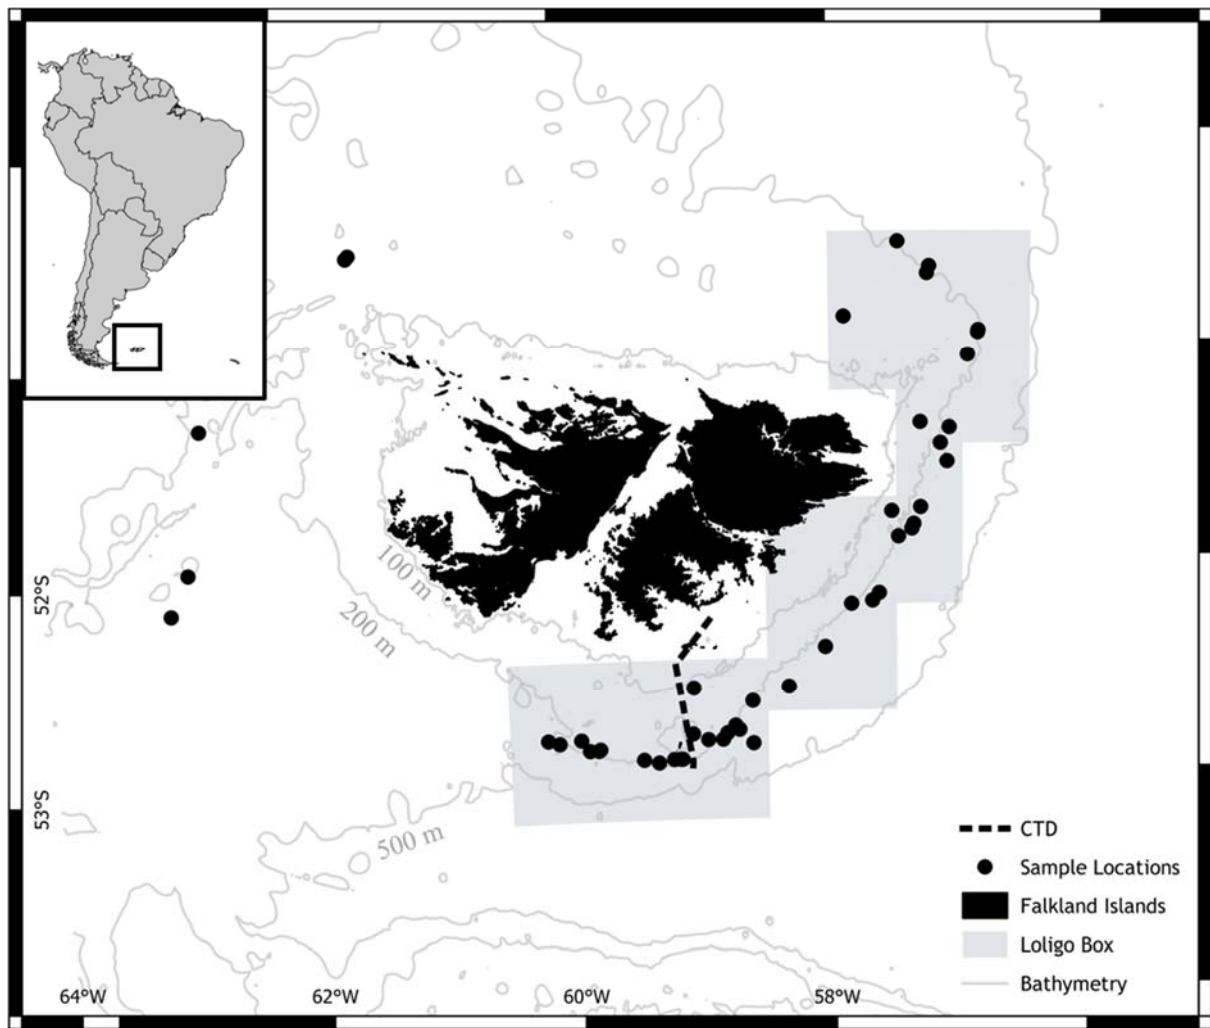 100 m
200 m
52°S
53°S
500 m
CTD
Sample Locations
Falkland Islands
Loligo Box
Bathymetry
64°W
62°W
60°W
58°W